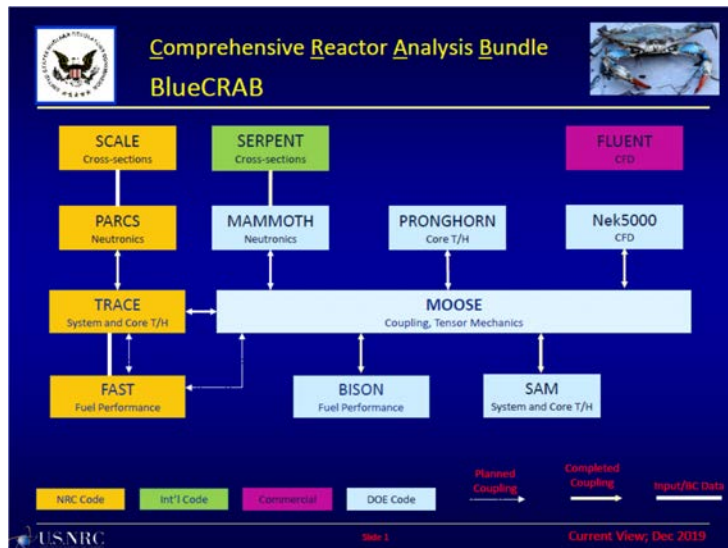 Comprehensive Reactor Analysis Bundle
BlueCRAB
SCALE
Cross-sections
SERPENT
Cross-sections
FLUENT
CFD
PARCS
Neutronics
MAMMOTH
Neutronics
PRONGHORN
Core T/H
Nek5000
CFD
TRACE
System and Core T/H
MOOSE
Coupling, Tensor Mechanics
FAST
Fuel Performance
BISON
Fuel Performance
SAM
System and Core T/H
NRC Code
Int'l Code
Commercial
DOE Code
Planned
Coupling
Completed
Coupling
Input/BC Data
U.S.NRC
Slide 1
Current View; Dec 2019